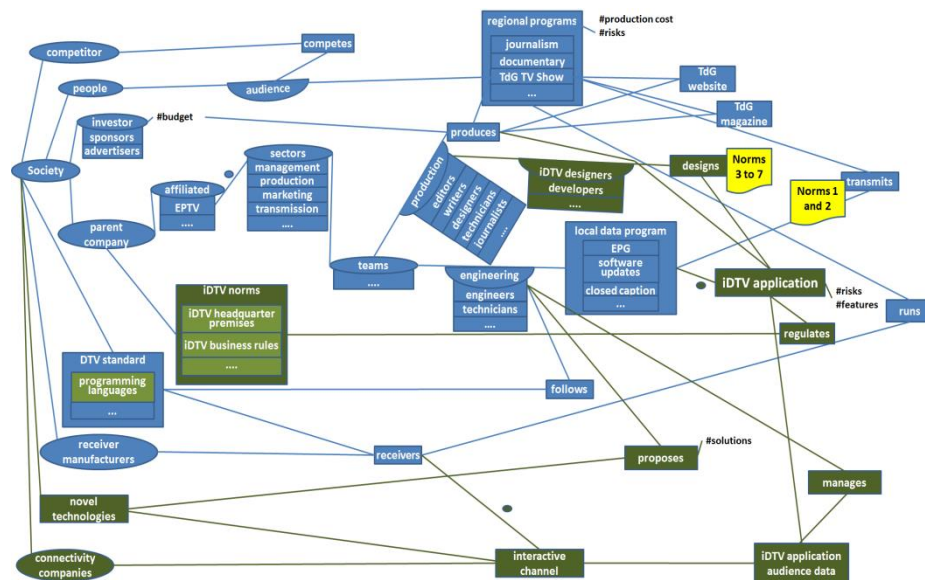 regional programs
#production cost
#risks
journalism
documentary
TdG TV Show
...
competes
competitor
people
audience
TdG
website
TdG
magazine
investor
sponsors
advertisers
#budget
produces
sectors
management
production
marketing
transmission
....
production
editors
writers
designers
technicians
journalists
....
iDTV designers
developers
....
designs
Norms
3 to 7
Norms 1
and 2
transmits
Society
affiliated
EPTV
....
parent
company
teams
....
local data program
EPG
software
updates
closed caption
...
engineering
engineers
technicians
....
iDTV application
#risks
#features
runs
iDTV norms
iDTV headquarter
premises
iDTV business rules
....
regulates
DTV standard
programming
languages
...
follows
receiver
manufacturers
receivers
#solutions
proposes
manages
novel
technologies
connectivity
companies
interactive
channel
iDTV application
audience data